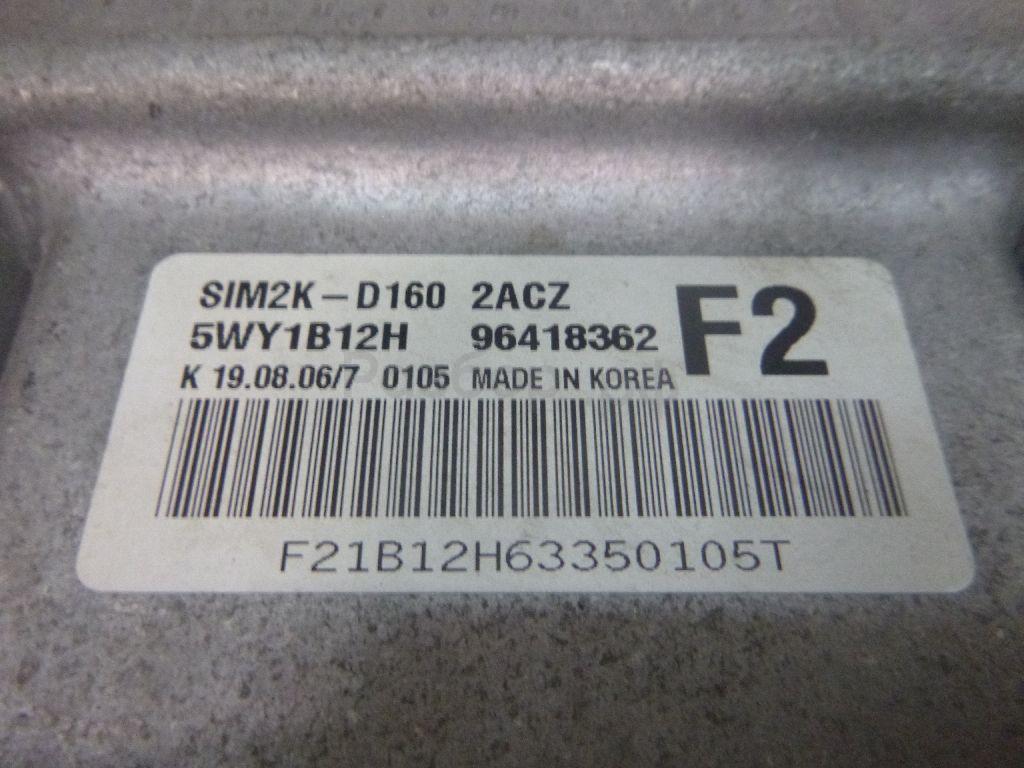 SIM2K-D160 2ACZ
5WY1B12H 96418362 F2
K 19.08.06/7 0105 MADE IN KOREA
F21B12H63350105T